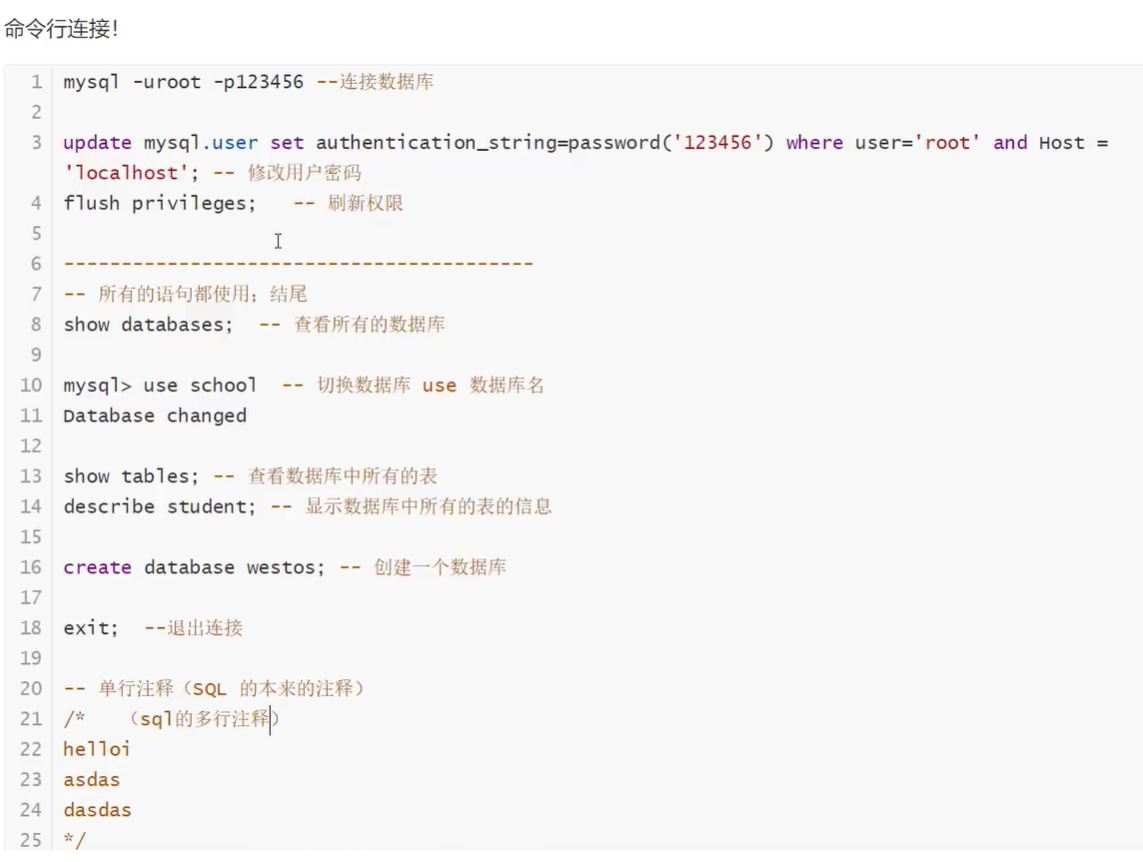 命令行连接！
1 mysql -uroot -p123456 --连接数据库
2
3 update mysql.user set authentication_string=password('123456') where user='root' and Host =
'localhost'; -- 修改用户密码
4 flush privileges;   -- 刷新权限
5
6 -----------------------------------------
7 -- 所有的语句都使用；结尾
8 show databases;  -- 查看所有的数据库
9
10 mysql> use school  -- 切换数据库 use 数据库名
11 Database changed
12
13 show tables; -- 查看数据库中所有的表
14 describe student; -- 显示数据库中所有的表的信息
15
16 create database westos; -- 创建一个数据库
17
18 exit;  --退出连接
19
20 -- 单行注释（SQL 的本来的注释）
21 /*   （sql的多行注释）
22 helloi
23 asdas
24 dasdas
25 */